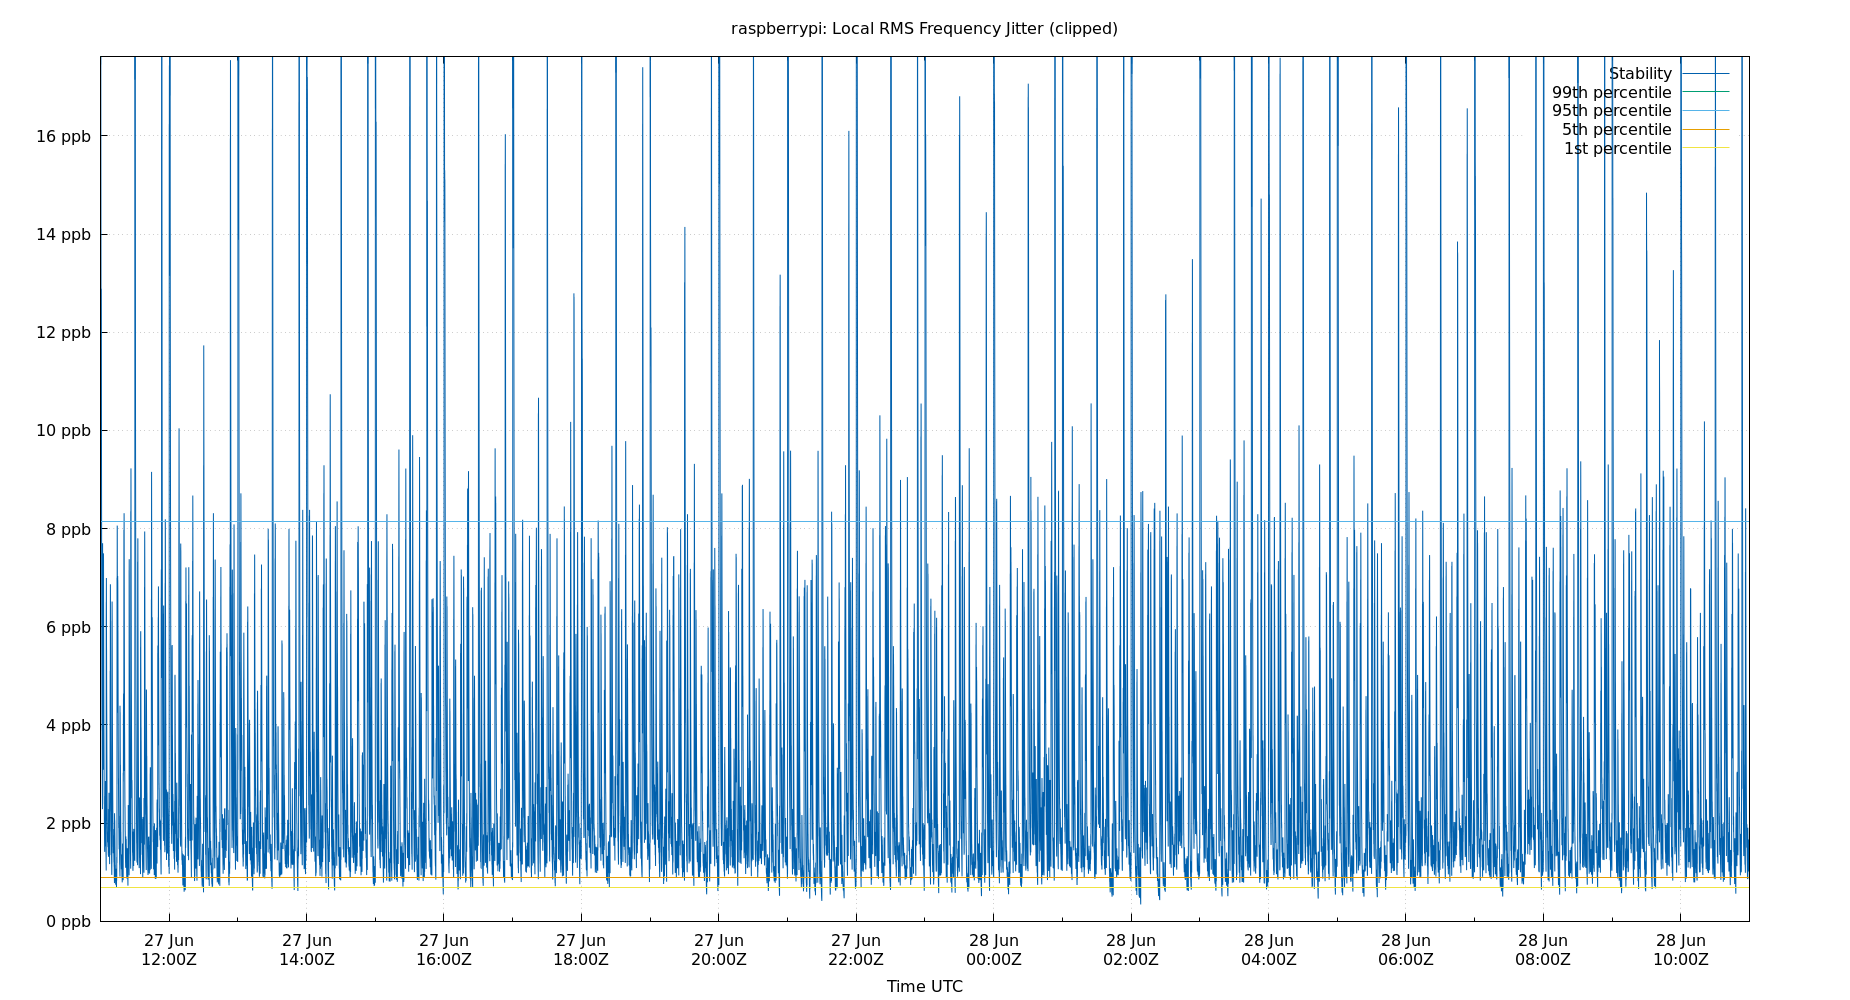 raspberrypi: Local RMS Frequency Jitter (clipped)
Stability
99th percentile
95th percentile
5th percentile
1st percentile
16 ppb
14 ppb
12 ppb
10 ppb
8 ppb
6 ppb
4 ppb
2 ppb
0 ppb
27 Jun 27 Jun 27 Jun 27 Jun 27 Jun 27 Jun 28 Jun 28 Jun 28 Jun 28 Jun 28 Jun 28 Jun
12:00Z 14:00Z 16:00Z 18:00Z 20:00Z 22:00Z 00:00Z 02:00Z 04:00Z 06:00Z 08:00Z 10:00Z
Time UTC